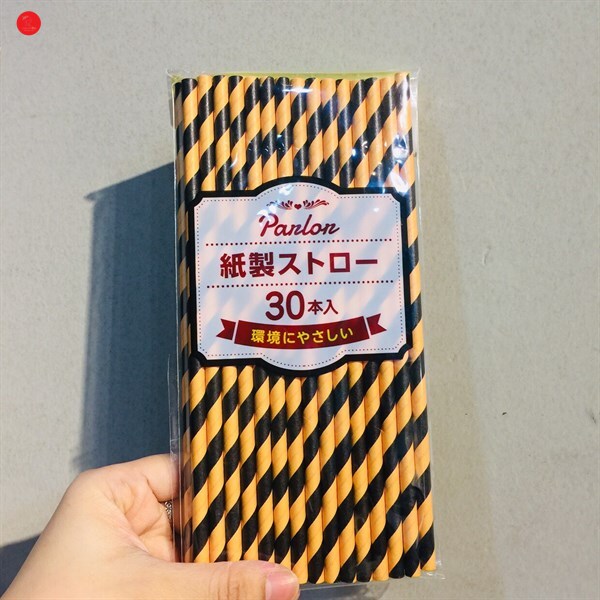 Parlor
紙製ストロー
30本入
環境にやさしい